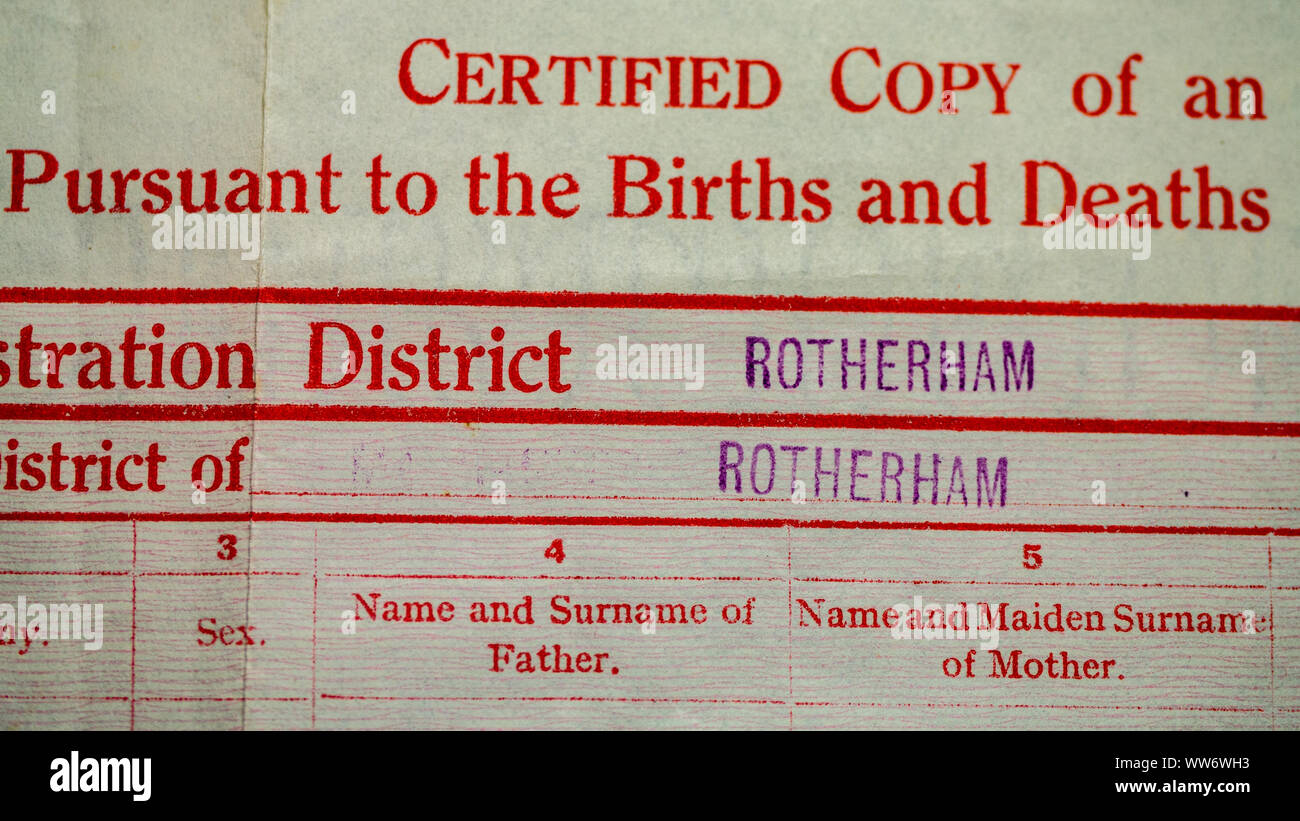 CERTIFIED COPY of an
Pursuant to the Births and Deaths
stration District ROTHERHAM
istrict of ROTHERHAM
3 4 5
ny. Sex. Name and Surname of Father. Name and Maiden Surname of Mother.
a alamy
alamy
Image ID: WW6WH3
www.alamy.com